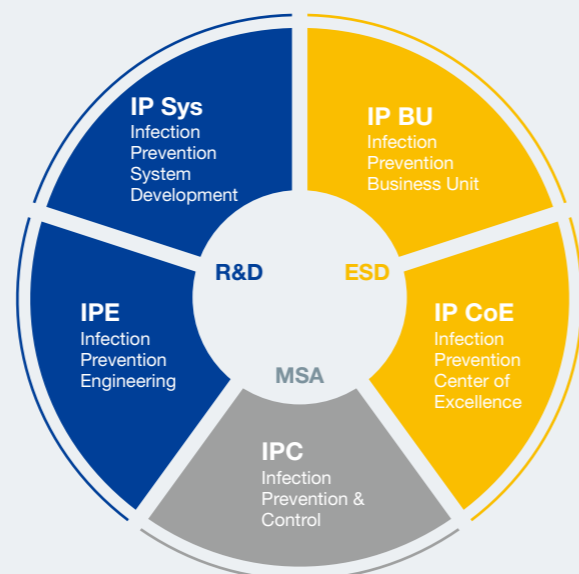 IP Sys
Infection
Prevention
System
Development
IP BU
Infection
Prevention
Business Unit
R&D
ESD
IPE
Infection
Prevention
Engineering
IP CoE
Infection
Prevention
Center of
Excellence
MSA
IPC
Infection
Prevention &
Control